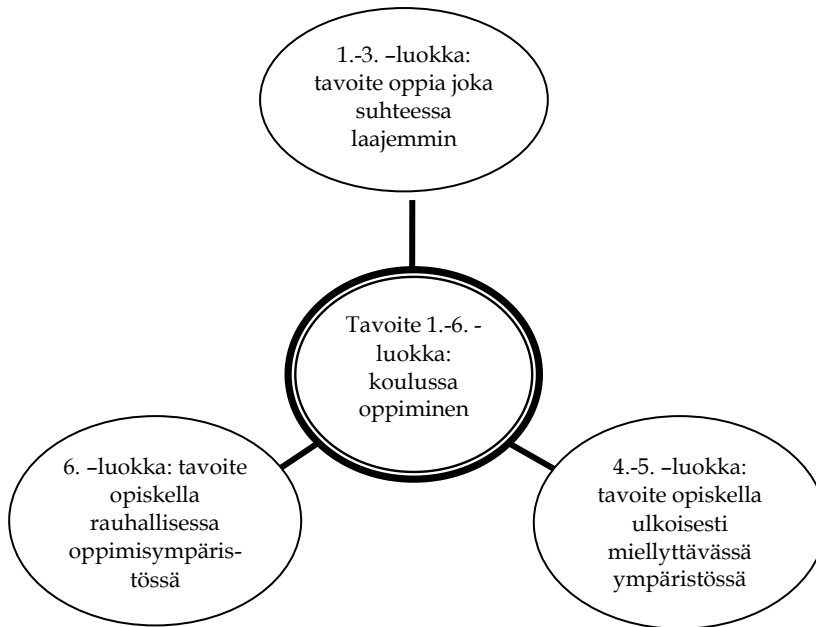 1.-3. –luokka:
tavoite oppia joka
suhteessa
laajemmin
Tavoite 1.-6. -
luokka:
koulussa
oppiminen
6. –luokka: tavoite
opiskella
rauhallisessa
oppimisympäris-
tössä
4.-5. –luokka:
tavoite opiskella
ulkoisesti
miellyttävässä
ympäristössä